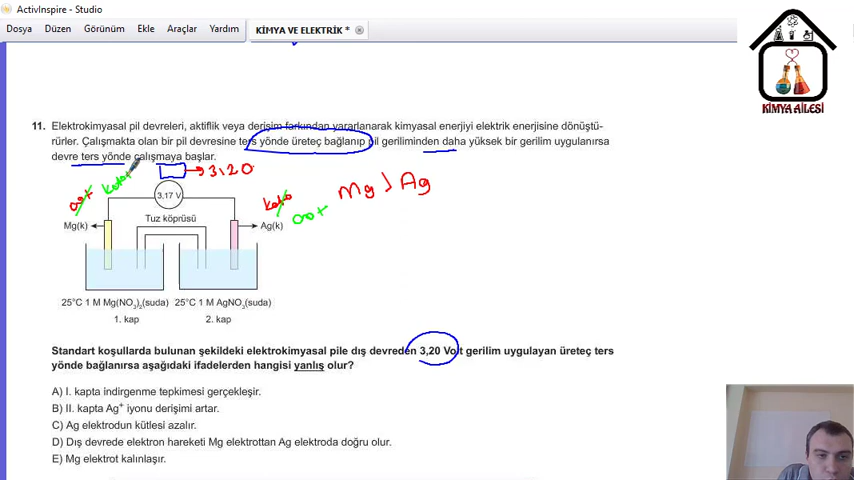 ActivInspire - Studio
Dosya Düzen Görünüm Ekle Araçlar Yardım KİMYA VE ELEKTRİK *
KİMYA AİLESİ
11. Elektrokimyasal pil devreleri, aktiflik veya derişim farkından yararlanarak kimyasal enerjiyi elektrik enerjisine dönüştü-
rürler. Çalışmakta olan bir pil devresine ters yönde üreteç bağlanıp pil geriliminden daha yüksek bir gerilim uygulanırsa
devre ters yönde çalışmaya başlar.
3,20
3,17 V
Mg > Ag
Tuz köprüsü
Mg(k) Ag(k)
25°C 1 M Mg(NO3)2(suda) 25°C 1 M AgNO3(suda)
1. kap 2. kap
Standart koşullarda bulunan şekildeki elektrokimyasal pile dış devreden 3,20 Volt gerilim uygulayan üreteç ters
yönde bağlanırsa aşağıdaki ifadelerden hangisi yanlış olur?
A) I. kapta indirgenme tepkimesi gerçekleşir.
B) II. kapta Ag+ iyonu derişimi artar.
C) Ag elektrodun kütlesi azalır.
D) Dış devrede elektron hareketi Mg elektrottan Ag elektroda doğru olur.
E) Mg elektrot kalınlaşır.